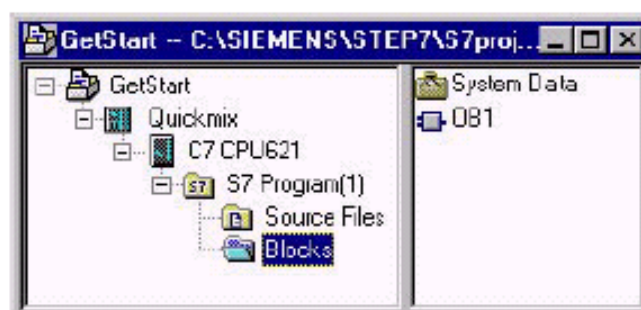 GetStart -- C:\SIEMENS\STEP7\S7proj...
GetStart
Quickmix
C7 CPU621
S7 Program(1)
Source Files
Blocks
System Data
OB1